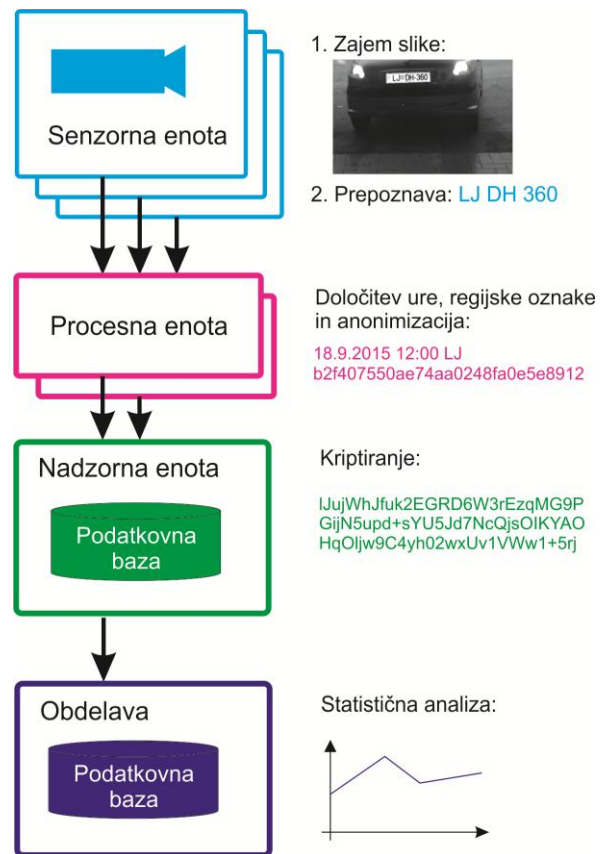 Senzorna enota
1. Zajem slike:
LJ DH-360
2. Prepoznava: LJ DH 360
Procesna enota
Določitev ure, regijske oznake
in anonimizacija:
18.9.2015 12:00 LJ
b2f407550ae74aa0248fa0e5e8912
Nadzorna enota
Podatkovna
baza
Kriptiranje:
IJujWhJfuk2EGRD6W3rEzqMG9P
GijN5upd+sYU5Jd7NcQjsOIKYAO
HqOIjw9C4yh02wxUv1VWw1+5rj
Obdelava
Podatkovna
baza
Statistična analiza: